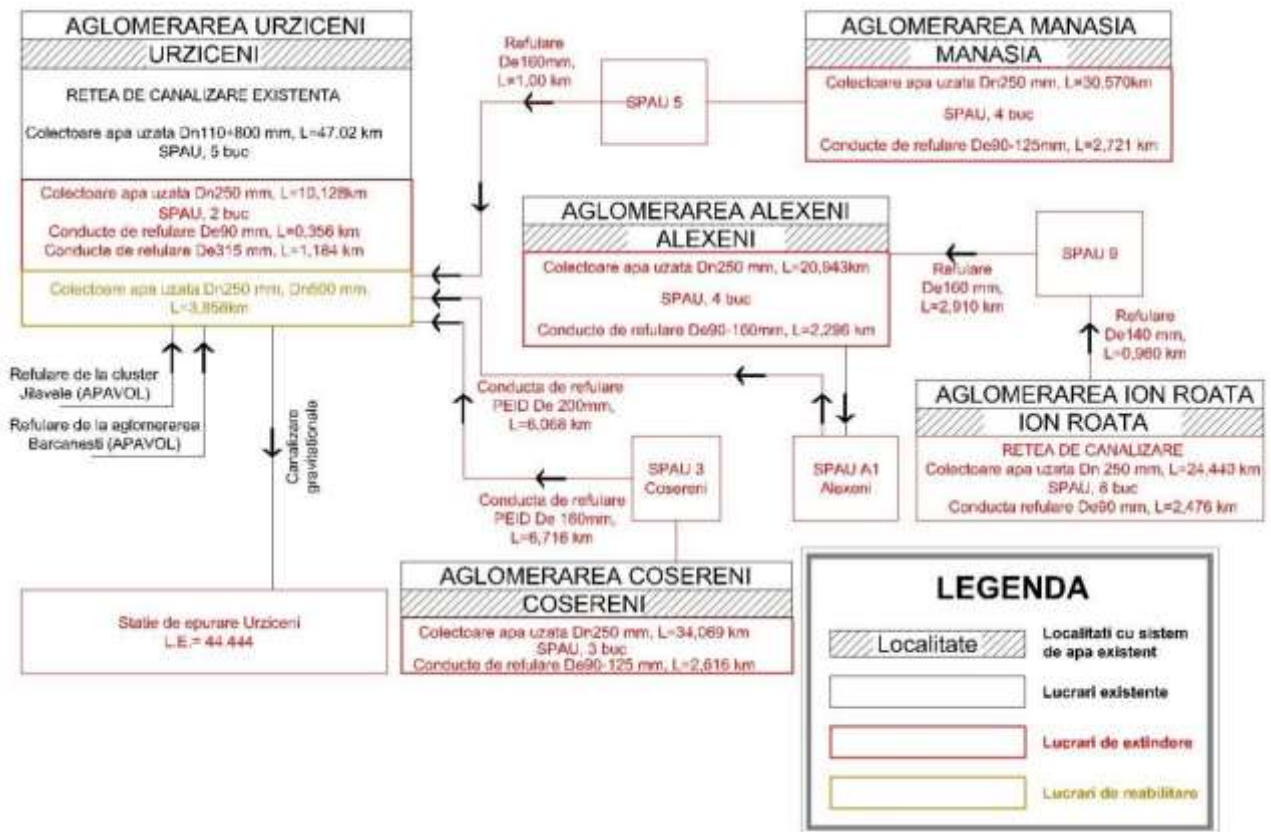 AGLOMERAREA URZICENI
URZICENI
RETEA DE CANALIZARE EXISTENTA
Colectoare apa uzata Dn110÷800 mm, L=47.02 km
SPAU, 5 buc
Colectoare apa uzata Dn250 mm, L=10,128km
SPAU, 2 buc
Conducte de refulare De90 mm, L=0,356 km
Conducte de refulare De315 mm, L=1,184 km
Colectoare apa uzata Dn250 mm, Dn500 mm,
L=3,858km
Refulare de la cluster
Jilavele (APAVOL)
Refulare de la aglomerarea
Barcanesti (APAVOL)
Canalizare
gravitationale
Statie de epurare Urziceni
L.E.= 44.444
Refulare
De160mm,
L=1,00 km
SPAU 5
AGLOMERAREA MANASIA
MANASIA
Colectoare apa uzata Dn250 mm, L=30,570km
SPAU, 4 buc
Conducte de refulare De90-125mm, L=2,721 km
AGLOMERAREA ALEXENI
ALEXENI
Colectoare apa uzata Dn250 mm, L=20,943km
SPAU, 4 buc
Conducte de refulare De90-160mm, L=2,296 km
Refulare
De160 mm,
L=2,910 km
SPAU 9
Refulare
De140 mm,
L=0,980 km
AGLOMERAREA ION ROATA
ION ROATA
RETEA DE CANALIZARE
Colectoare apa uzata Dn 250 mm, L=24,440 km
SPAU, 8 buc
Conducta refulare De90 mm, L=2,476 km
Conducta de refulare
PEID De 200mm,
L=6,068 km
SPAU 3
Cosereni
SPAU A1
Alexeni
Conducta de refulare
PEID De 160mm,
L=6,716 km
AGLOMERAREA COSERENI
COSERENI
Colectoare apa uzata Dn250 mm, L=34,069 km
SPAU, 3 buc
Conducte de refulare De90-125 mm, L=2,616 km
LEGENDA
Localitate
Localitati cu sistem
de apa existent
Lucrari existente
Lucrari de extindere
Lucrari de reabilitare